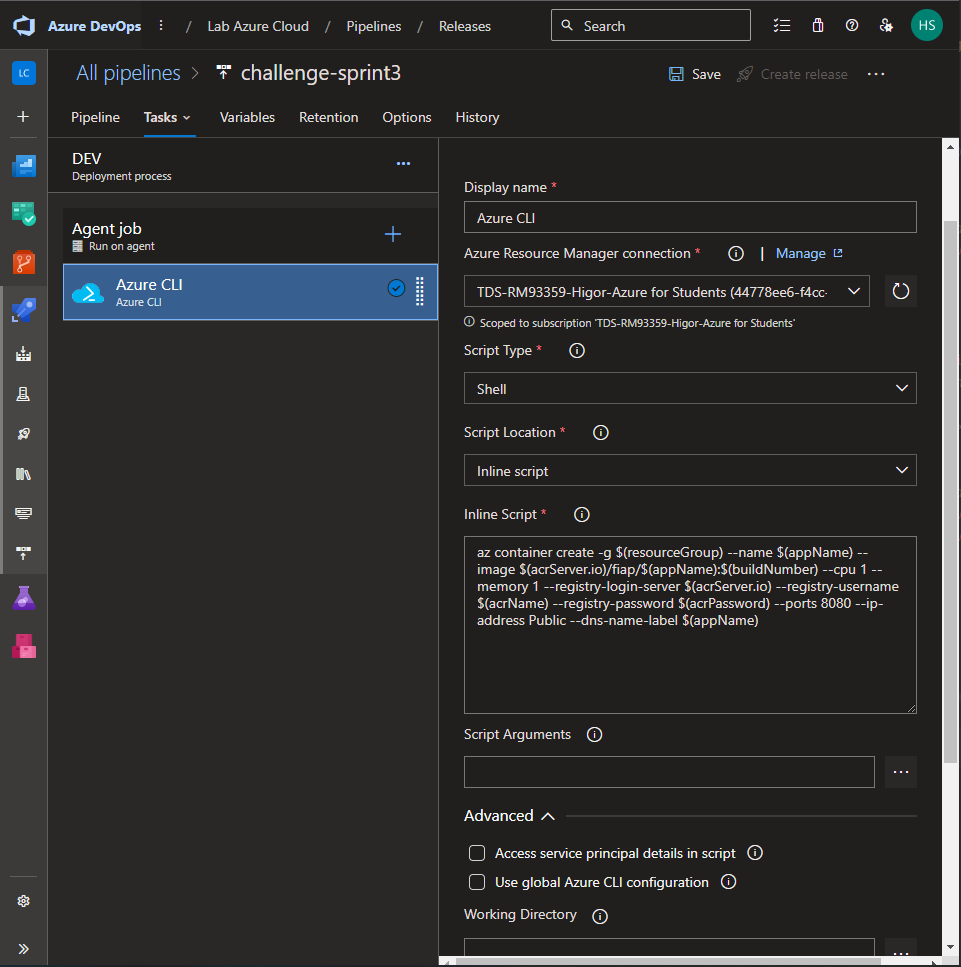 Azure DevOps / Lab Azure Cloud / Pipelines / Releases Search HS
LC
All pipelines > challenge-sprint3 Save Create release
Pipeline Tasks Variables Retention Options History
DEV
Deployment process
Agent job
Run on agent
Azure CLI
Azure CLI
Display name *
Azure CLI
Azure Resource Manager connection * | Manage
TDS-RM93359-Higor-Azure for Students (44778ee6-f4cc-
Scoped to subscription 'TDS-RM93359-Higor-Azure for Students'
Script Type *
Shell
Script Location *
Inline script
Inline Script *
az container create -g $(resourceGroup) --name $(appName) --
image $(acrServer.io)/fiap/$(appName):$(buildNumber) --cpu 1 --
memory 1 --registry-login-server $(acrServer.io) --registry-username
$(acrName) --registry-password $(acrPassword) --ports 8080 --ip-
address Public --dns-name-label $(appName)
Script Arguments
Advanced
Access service principal details in script
Use global Azure CLI configuration
Working Directory